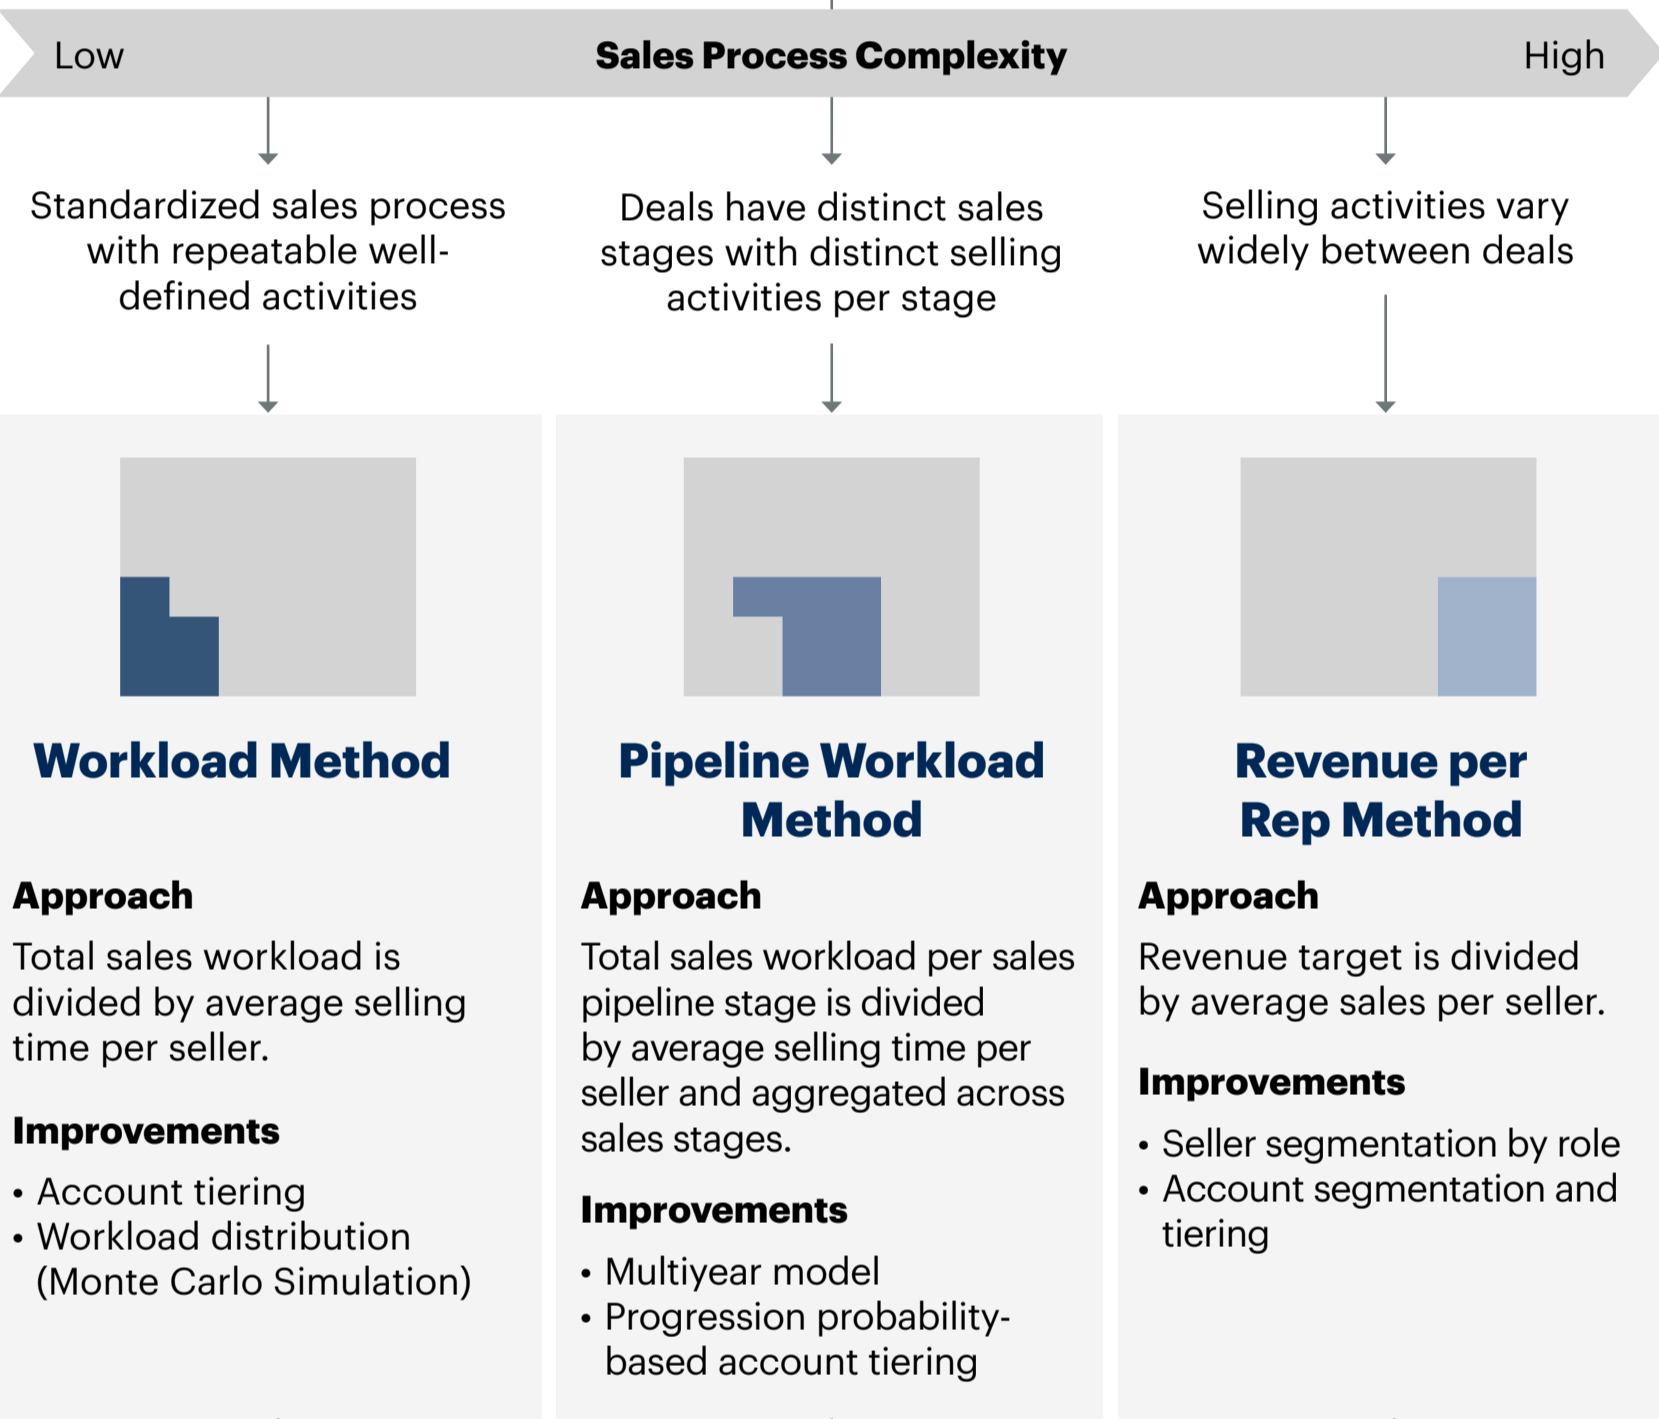 Low
Sales Process Complexity
High
Standardized sales process
with repeatable well-
defined activities
Deals have distinct sales
stages with distinct selling
activities per stage
Selling activities vary
widely between deals
Workload Method
Approach
Total sales workload is
divided by average selling
time per seller.
Improvements
• Account tiering
• Workload distribution
(Monte Carlo Simulation)
Pipeline Workload
Method
Approach
Total sales workload per sales
pipeline stage is divided
by average selling time per
seller and aggregated across
sales stages.
Improvements
• Multiyear model
• Progression probability-
based account tiering
Revenue per
Rep Method
Approach
Revenue target is divided
by average sales per seller.
Improvements
• Seller segmentation by role
• Account segmentation and
tiering